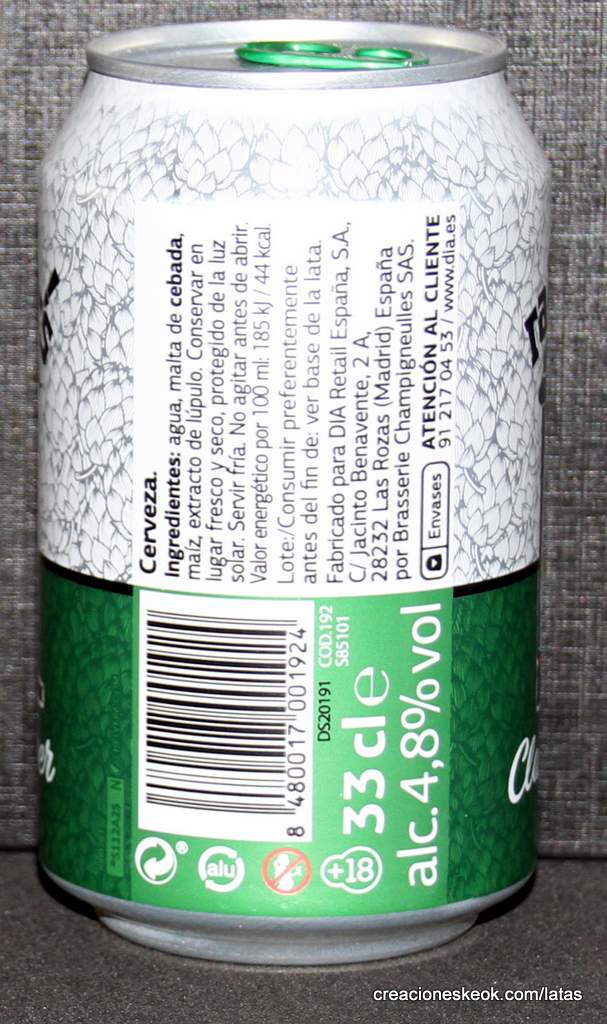 Cerveza.
Ingredientes: agua, malta de cebada,
maíz, extracto de lúpulo. Conservar en
lugar fresco y seco, protegido de la luz
solar. Servir fría. No agitar antes de abrir.
Valor energético por 100 ml: 185 kJ / 44 kcal.
Lote:/Consumir preferentemente
antes del fin de: ver base de la lata.
Fabricado para DIA Retail España, S.A,
C/ Jacinto Benavente, 2 A,
28232 Las Rozas (Madrid) España
por Brasserie Champigneulles SAS.
Envases
ATENCIÓN AL CLIENTE
91 217 04 53 / www.dia.es
8 480017 001924
DS20191
COD.192
S85101
33 cl e
alc. 4,8% vol
®
alu
+18
creacioneskeok.com/latas